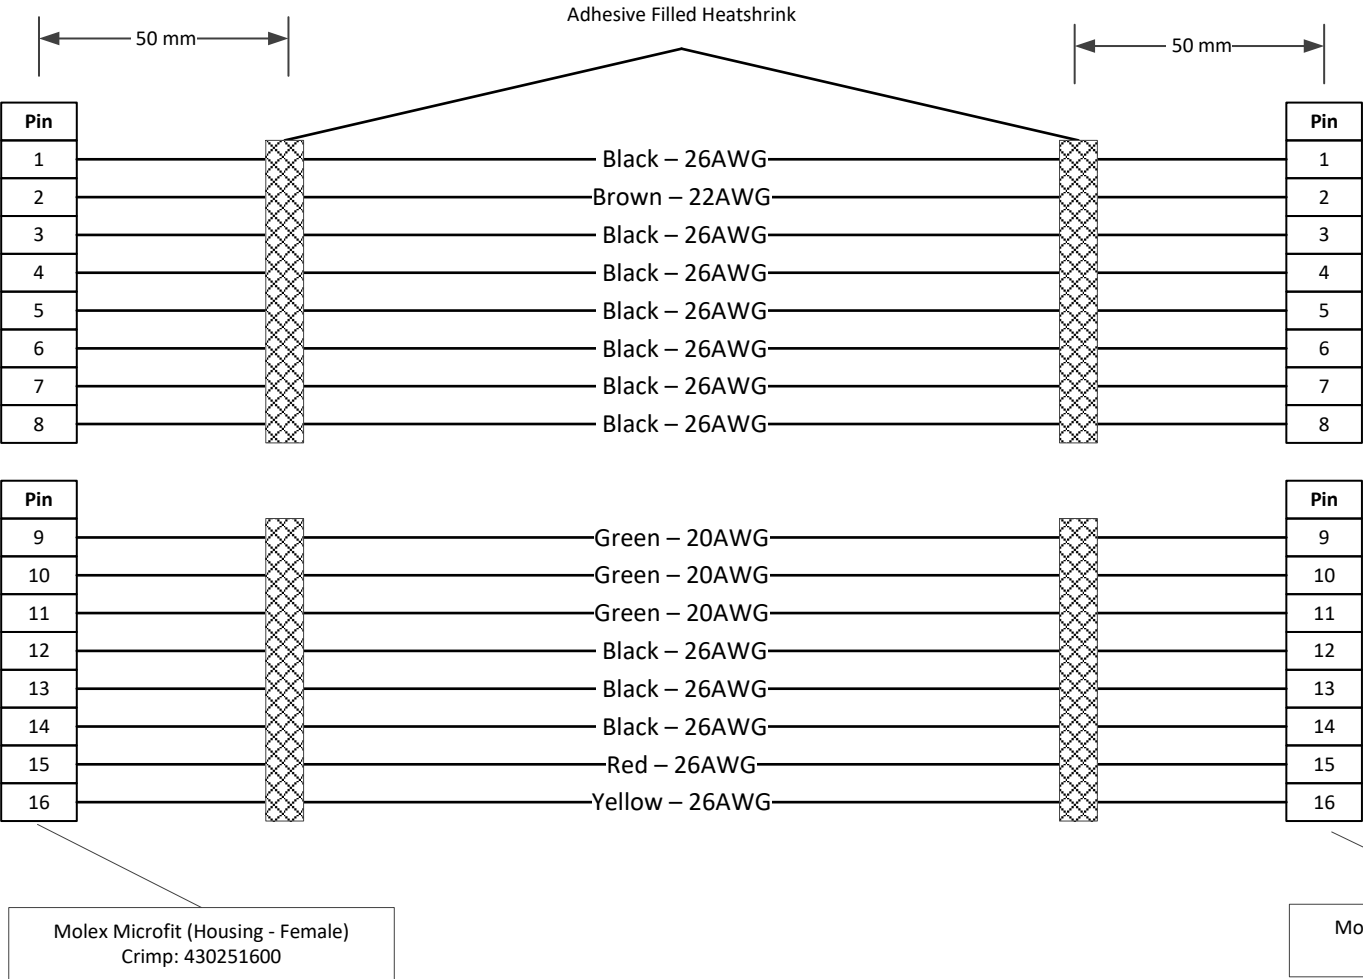 Adhesive Filled Heatshrink
50 mm
50 mm
Pin
Pin
1 Black – 26AWG 1
2 Brown – 22AWG 2
3 Black – 26AWG 3
4 Black – 26AWG 4
5 Black – 26AWG 5
6 Black – 26AWG 6
7 Black – 26AWG 7
8 Black – 26AWG 8
Pin
Pin
9 Green – 20AWG 9
10 Green – 20AWG 10
11 Green – 20AWG 11
12 Black – 26AWG 12
13 Black – 26AWG 13
14 Black – 26AWG 14
15 Red – 26AWG 15
16 Yellow – 26AWG 16
Molex Microfit (Housing - Female)
Crimp: 430251600